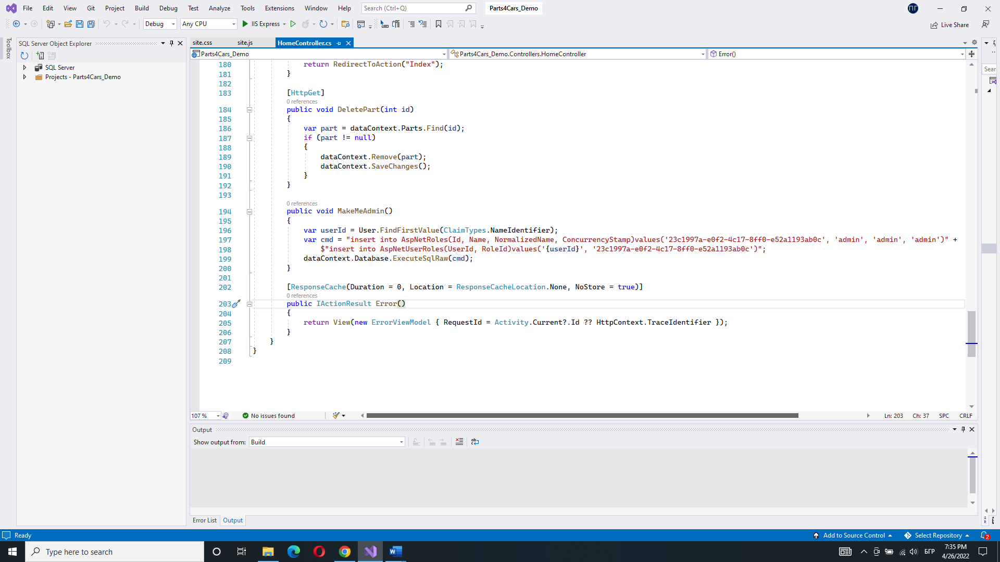 File Edit View Git Project Build Debug Test Analyze Tools Extensions Window Help Search (Ctrl+Q) Parts4Cars_Demo ПГ
Debug Any CPU IIS Express Live Share
Toolbox
SQL Server Object Explorer
SQL Server
Projects - Parts4Cars_Demo
site.css site.js HomeController.cs
Parts4Cars_Demo Parts4Cars_Demo.Controllers.HomeController Error()
Sear
180 return RedirectToAction("Index");
181 }
182
183 [HttpGet]
0 references
184 public void DeletePart(int id)
185 {
186 var part = dataContext.Parts.Find(id);
187 if (part != null)
188 {
189 dataContext.Remove(part);
190 dataContext.SaveChanges();
191 }
192 }
193
0 references
194 public void MakeMeAdmin()
195 {
196 var userId = User.FindFirstValue(ClaimTypes.NameIdentifier);
197 var cmd = "insert into AspNetRoles(Id, Name, NormalizedName, ConcurrencyStamp)values('23c1997a-e0f2-4c17-8ff0-e52a1193ab0c', 'admin', 'admin', 'admin')" +
198 $"insert into AspNetUserRoles(UserId, RoleId)values('{userId}', '23c1997a-e0f2-4c17-8ff0-e52a1193ab0c')";
199 dataContext.Database.ExecuteSqlRaw(cmd);
200 }
201
202 [ResponseCache(Duration = 0, Location = ResponseCacheLocation.None, NoStore = true)]
0 references
203 public IActionResult Error()
204 {
205 return View(new ErrorViewModel { RequestId = Activity.Current?.Id ?? HttpContext.TraceIdentifier });
206 }
207 }
208 }
209
107 % No issues found Ln: 203 Ch: 37 SPC CRLF
Output
Show output from: Build
Error List Output
Ready Add to Source Control Select Repository 2
Type here to search БГР 7:35 PM
4/26/2022